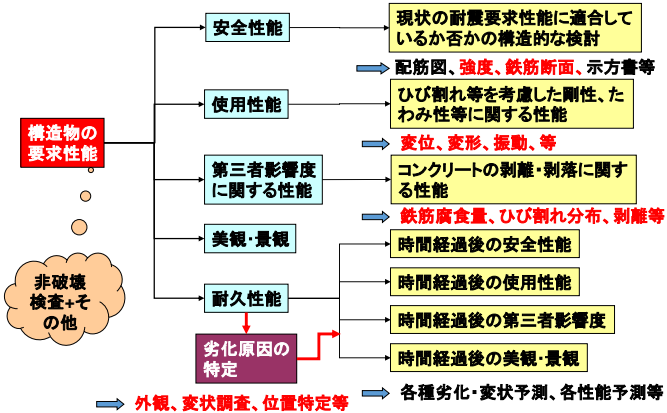 安全性能
現状の耐震要求性能に適合して
いるか否かの構造的な検討
配筋図、強度、鉄筋断面、示方書等
構造物の
要求性能
使用性能
ひび割れ等を考慮した剛性、た
わみ性等に関する性能
変位、変形、振動、等
第三者影響度
に関する性能
コンクリートの剥離・剥落に関す
る性能
鉄筋腐食量、ひび割れ分布、剥離等
美観・景観
時間経過後の安全性能
非破壊
検査+そ
の他
耐久性能
時間経過後の使用性能
時間経過後の第三者影響度
劣化原因の
特定
時間経過後の美観・景観
外観、変状調査、位置特定等
各種劣化・変状予測、各性能予測等